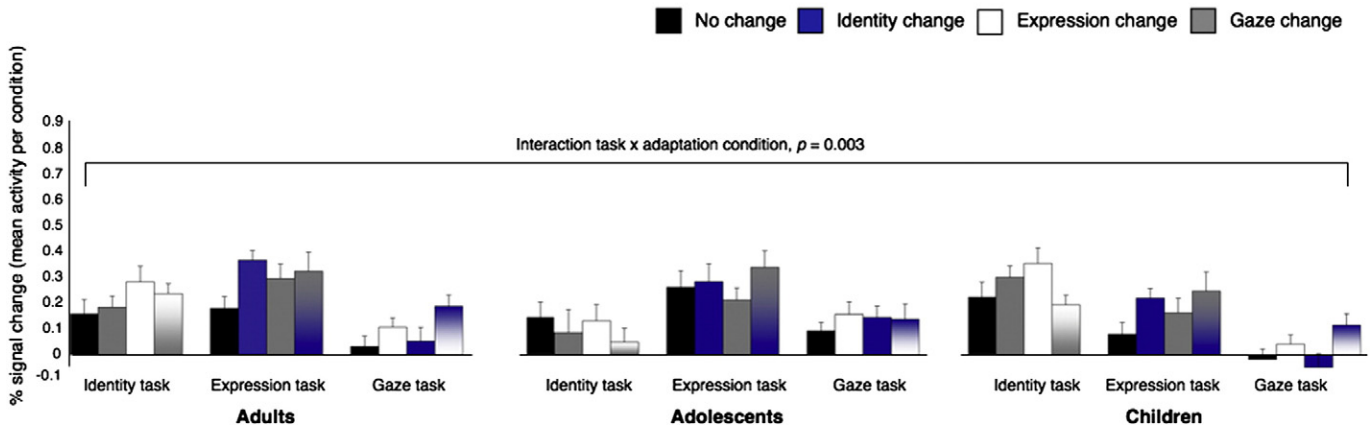 No change Identity change Expression change Gaze change
% signal change (mean activity per condition)
0.9
0.8
0.7
0.6
0.5
0.4
0.3
0.2
0.1
0
-0.1
Interaction task x adaptation condition, p = 0.003
Identity task Expression task Gaze task Identity task Expression task Gaze task Identity task Expression task Gaze task
Adults Adolescents Children